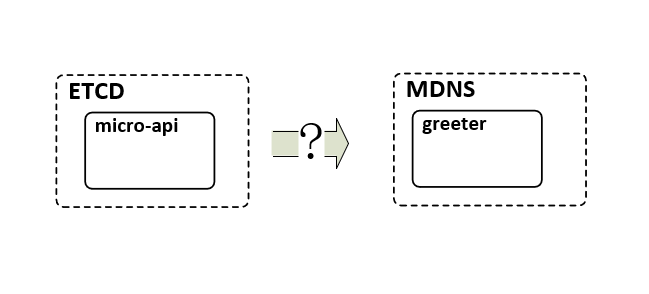 ETCD
micro-api
?
MDNS
greeter